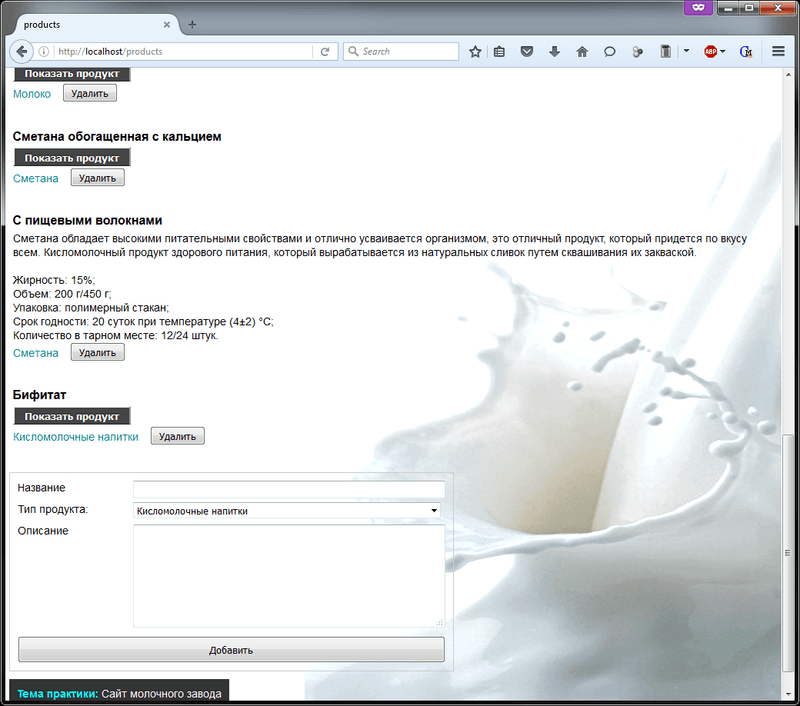 products
http://localhost/products
Search
ABP
Показать продукт
Молоко Удалить
Сметана обогащенная с кальцием
Показать продукт
Сметана Удалить
С пищевыми волокнами
Сметана обладает высокими питательными свойствами и отлично усваивается организмом, это отличный продукт, который придется по вкусу
всем. Кисломолочный продукт здорового питания, который вырабатывается из натуральных сливок путем сквашивания их закваской.
Жирность: 15%;
Объем: 200 г/450 г;
Упаковка: полимерный стакан;
Срок годности: 20 суток при температуре (4±2) °C;
Количество в тарном месте: 12/24 штук.
Сметана Удалить
Бифитат
Показать продукт
Кисломолочные напитки Удалить
Название
Тип продукта: Кисломолочные напитки
Описание
Добавить
Тема практики: Сайт молочного завода